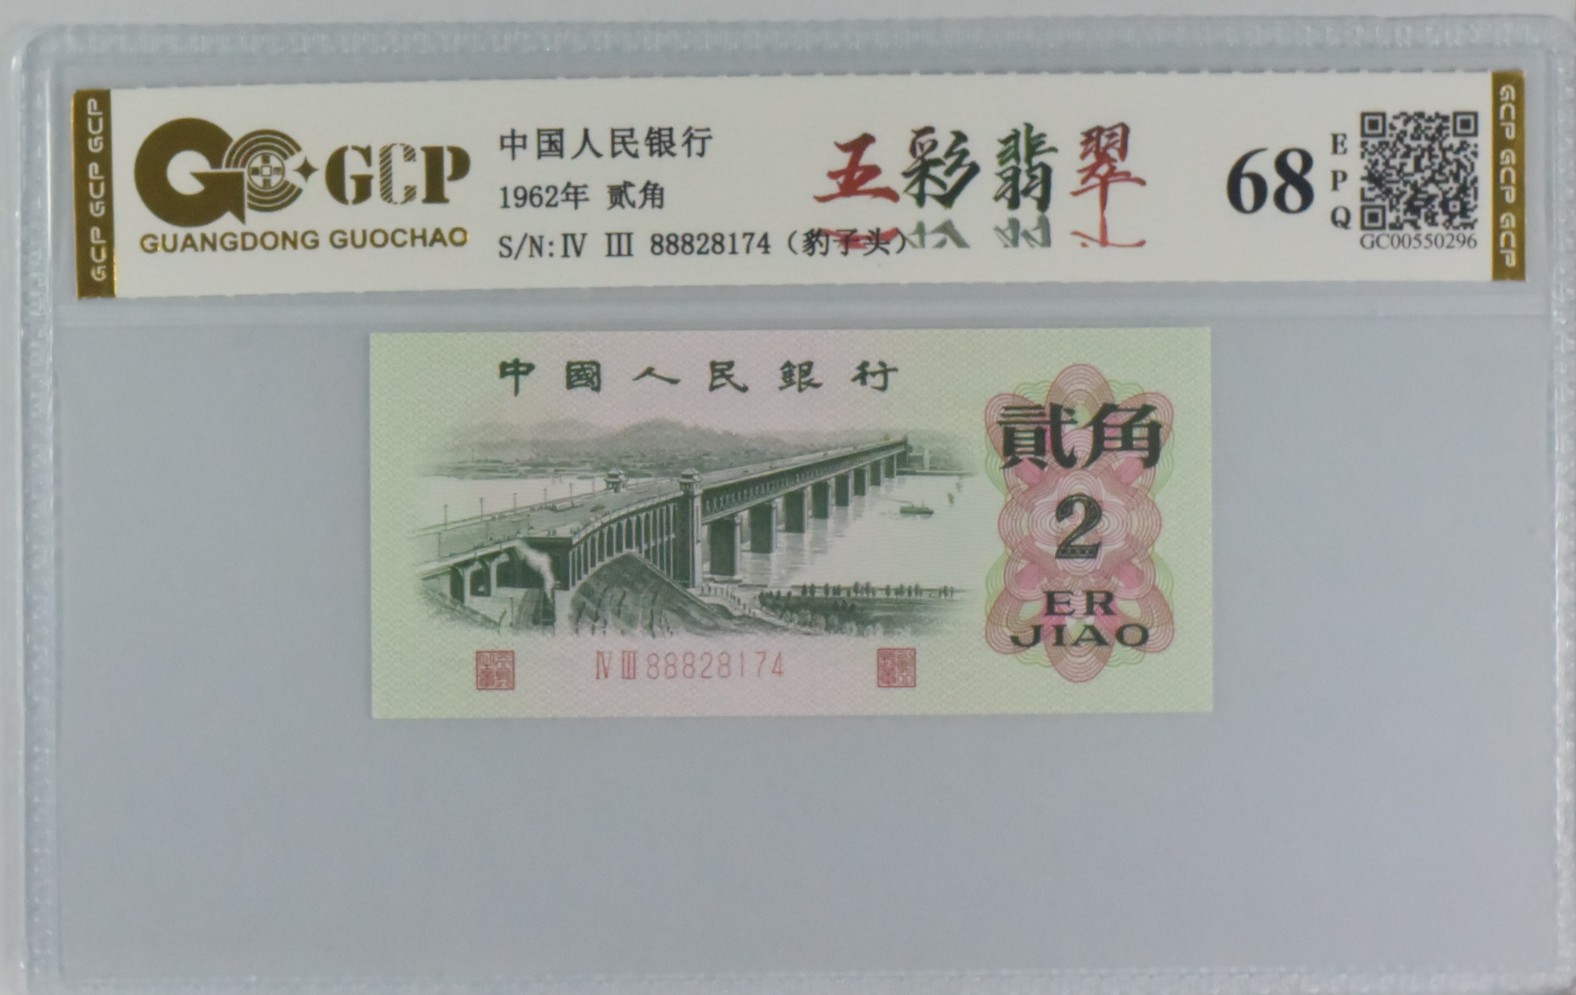 GCP GCP GCP
GCP
GUANGDONG GUOCHAO
中国人民银行
1962年 贰角
S/N:Ⅳ Ⅲ 88828174（豹子头）
五彩翡翠
68
EPQ
GC00550296
GCP GCP GCP
中國人民銀行
貳角
2
ER
JIAO
Ⅳ Ⅲ 88828174